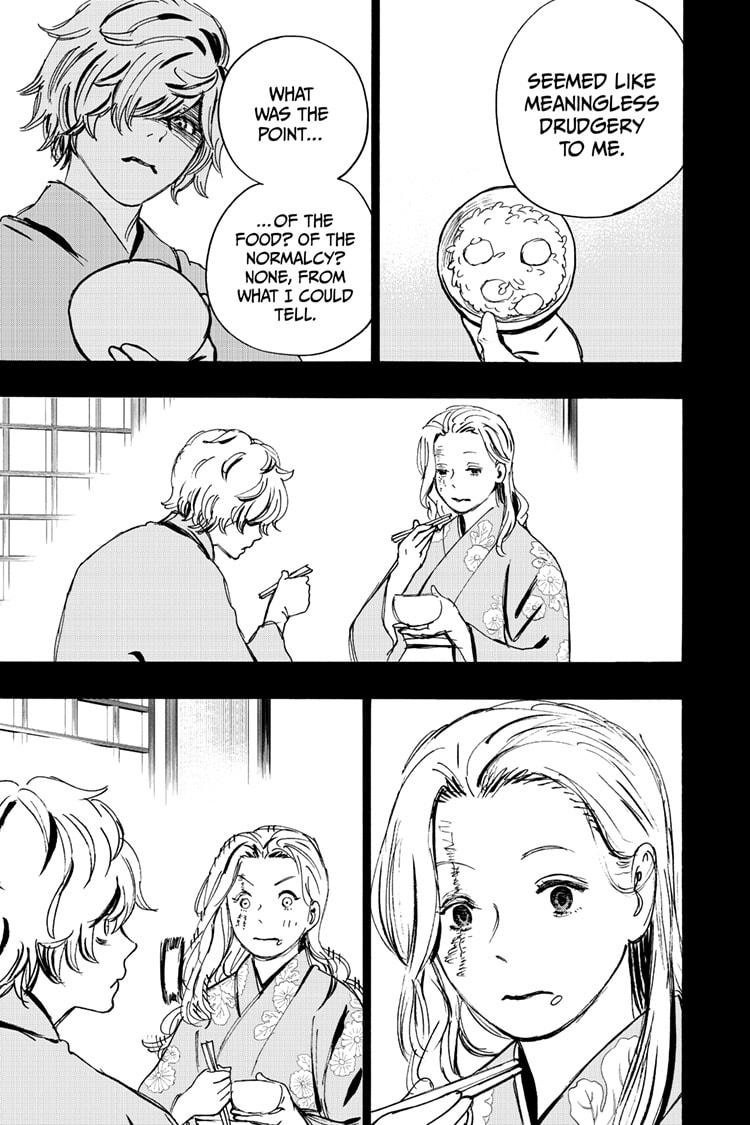 SEEMED LIKE
MEANINGLESS
DRUDGERY
TO ME.
WHAT
WAS THE
POINT...
...OF THE
FOOD? OF THE
NORMALCY?
NONE, FROM
WHAT I COULD
TELL.